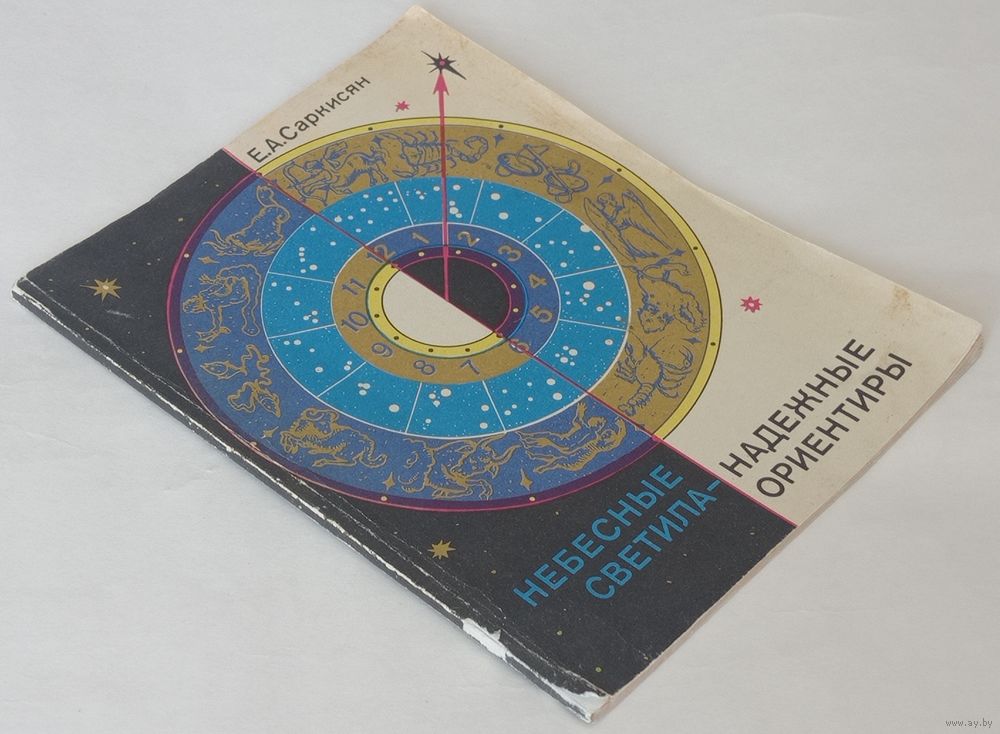 Е.А.Саркисян
12
1
2
3
4
5
6
7
8
9
10
11
НЕБЕСНЫЕ
СВЕТИЛА-
НАДЕЖНЫЕ
ОРИЕНТИРЫ
www.ay.by